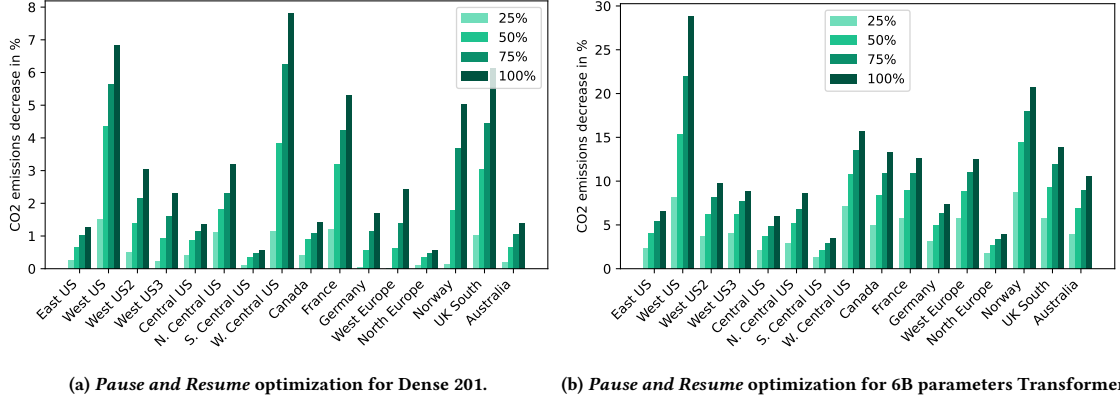 CO2 emissions decrease in %
8
7
6
5
4
3
2
1
0
25%
50%
75%
100%
East US
West US
West US2
West US3
Central US
N. Central US
S. Central US
W. Central US
Canada
France
Germany
West Europe
North Europe
Norway
UK South
Australia
(a) Pause and Resume optimization for Dense 201.
CO2 emissions decrease in %
30
25
20
15
10
5
0
25%
50%
75%
100%
East US
West US
West US2
West US3
Central US
N. Central US
S. Central US
W. Central US
Canada
France
Germany
West Europe
North Europe
Norway
UK South
Australia
(b) Pause and Resume optimization for 6B parameters Transformer